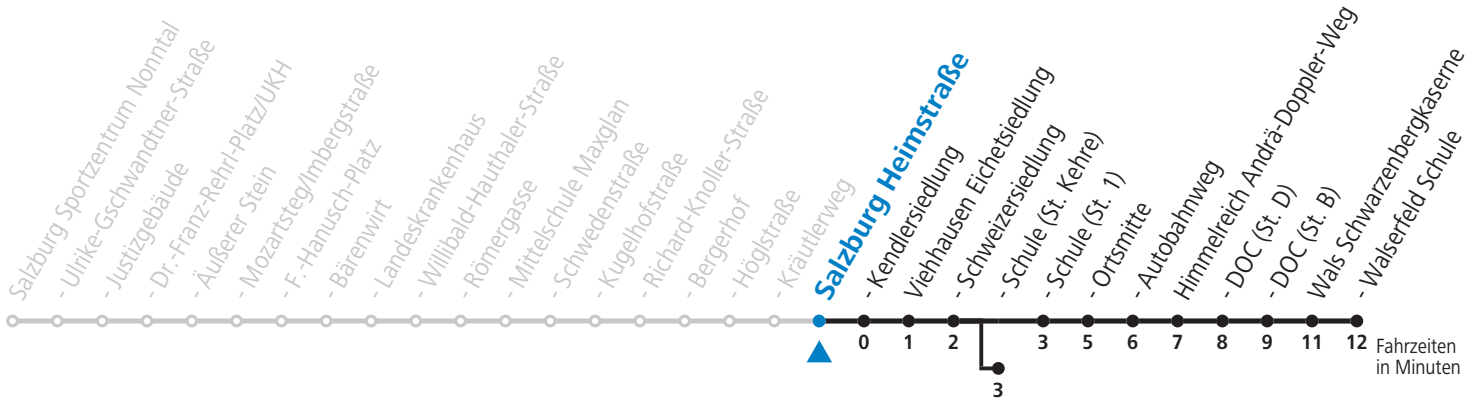 Salzburg Sportzentrum Nonntal
- Ulrike-Gschwandtner-Straße
- Justizgebäude
- Dr.-Franz-Rehrl-Platz/UKH
- Äußerer Stein
- Mozartsteg/Imbergstraße
- F.-Hanusch-Platz
- Bärenwirt
- Landeskrankenhaus
- Willibald-Hauthaler-Straße
- Römergasse
- Mittelschule Maxglan
- Schwedenstraße
- Kugelhofstraße
- Richard-Knoller-Straße
- Bergerhof
- Höglstraße
- Kräutlerweg
Salzburg Heimstraße
- Kendlersiedlung
Viehhausen Eichetsiedlung
- Schweizersiedlung
- Schule (St. Kehre)
- Schule (St. 1)
- Ortsmitte
- Autobahnweg
Himmelreich Andrä-Doppler-Weg
- DOC (St. D)
- DOC (St. B)
Wals Schwarzenbergkaserne
- Walserfeld Schule
0 1 2 3 5 6 7 8 9 11 12 Fahrzeiten
in Minuten
3